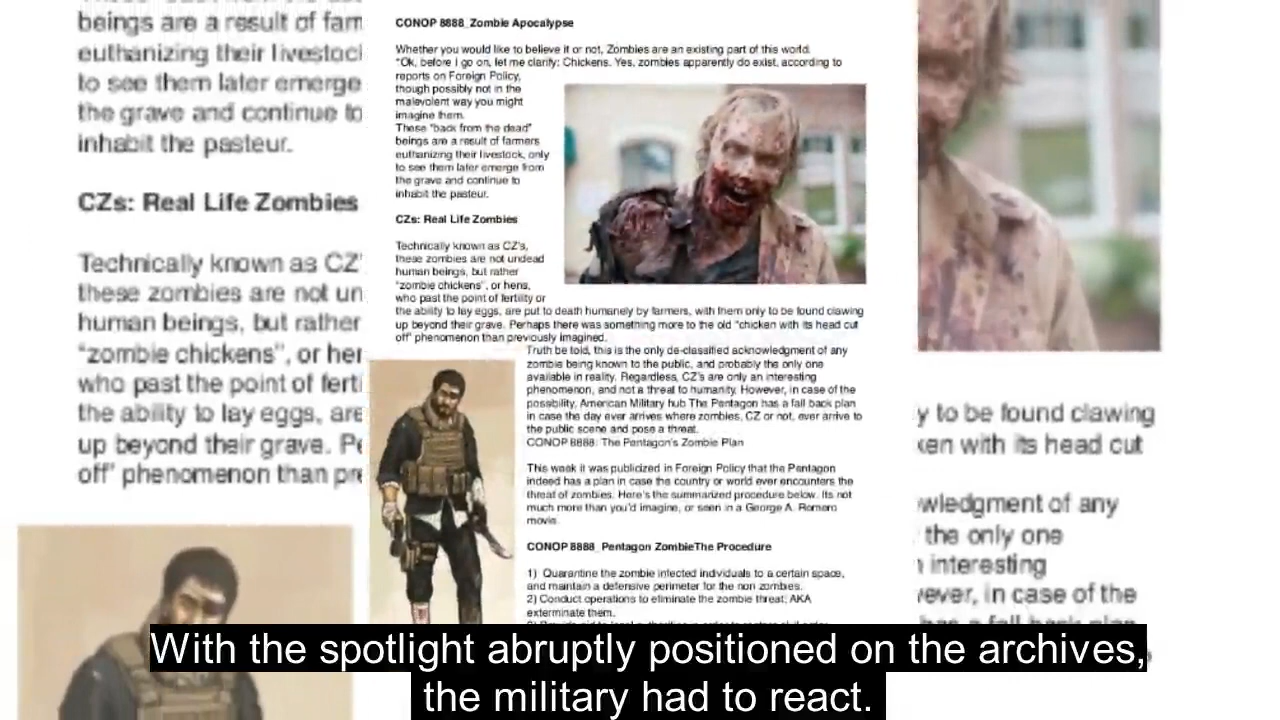 beings are a result of farm
euthanizing their livestock
to see them later emerge
the grave and continue to
inhabit the pasteur.
CZs: Real Life Zombies
Technically known as CZ'
these zombies are not un
human beings, but rather
"zombie chickens", or her
who past the point of ferti
the ability to lay eggs, are
up beyond their grave. Pe
off" phenomenon than pre
CONOP 8888_Zombie Apocalypse
Whether you would like to believe it or not, Zombies are an existing part of this world.
*Ok, before I go on, let me clarify: Chickens. Yes, zombies apparently do exist, according to
reports on Foreign Policy,
though possibly not in the
malevolent way you might
imagine them.
These "back from the dead"
beings are a result of farmers
euthanizing their livestock, only
to see them later emerge from
the grave and continue to
inhabit the pasteur.
CZs: Real Life Zombies
Technically known as CZ's,
these zombies are not undead
human beings, but rather
"zombie chickens", or hens,
who past the point of fertility or
the ability to lay eggs, are put to death humanely by farmers, with them only to be found clawing
up beyond their grave. Perhaps there was something more to the old "chicken with its head cut
off" phenomenon than previously imagined.
Truth be told, this is the only de-classified acknowledgment of any
zombie being known to the public, and probably the only one
available in reality. Regardless, CZ's are only an interesting
phenomenon, and not a threat to humanity. However, in case of the
possibility, American Military hub The Pentagon has a fall back plan
in case the day ever arrives where zombies, CZ or not, ever arrive to
the public scene and pose a threat.
CONOP 8888: The Pentagon's Zombie Plan
This week it was publicized in Foreign Policy that the Pentagon
indeed has a plan in case the country or world ever encounters the
threat of zombies. Here's the summarized procedure below. Its not
much more than you'd imagine, or seen in a George A. Romero
movie.
CONOP 8888_Pentagon ZombieThe Procedure
1) Quarantine the zombie infected individuals to a certain space,
and maintain a defensive perimeter for the non zombies.
2) Conduct operations to eliminate the zombie threat; AKA
exterminate them.
y to be found clawing
ken with its head cut
wledgment of any
the only one
interesting
vever, in case of the
With the spotlight abruptly positioned on the archives,
the military had to react.